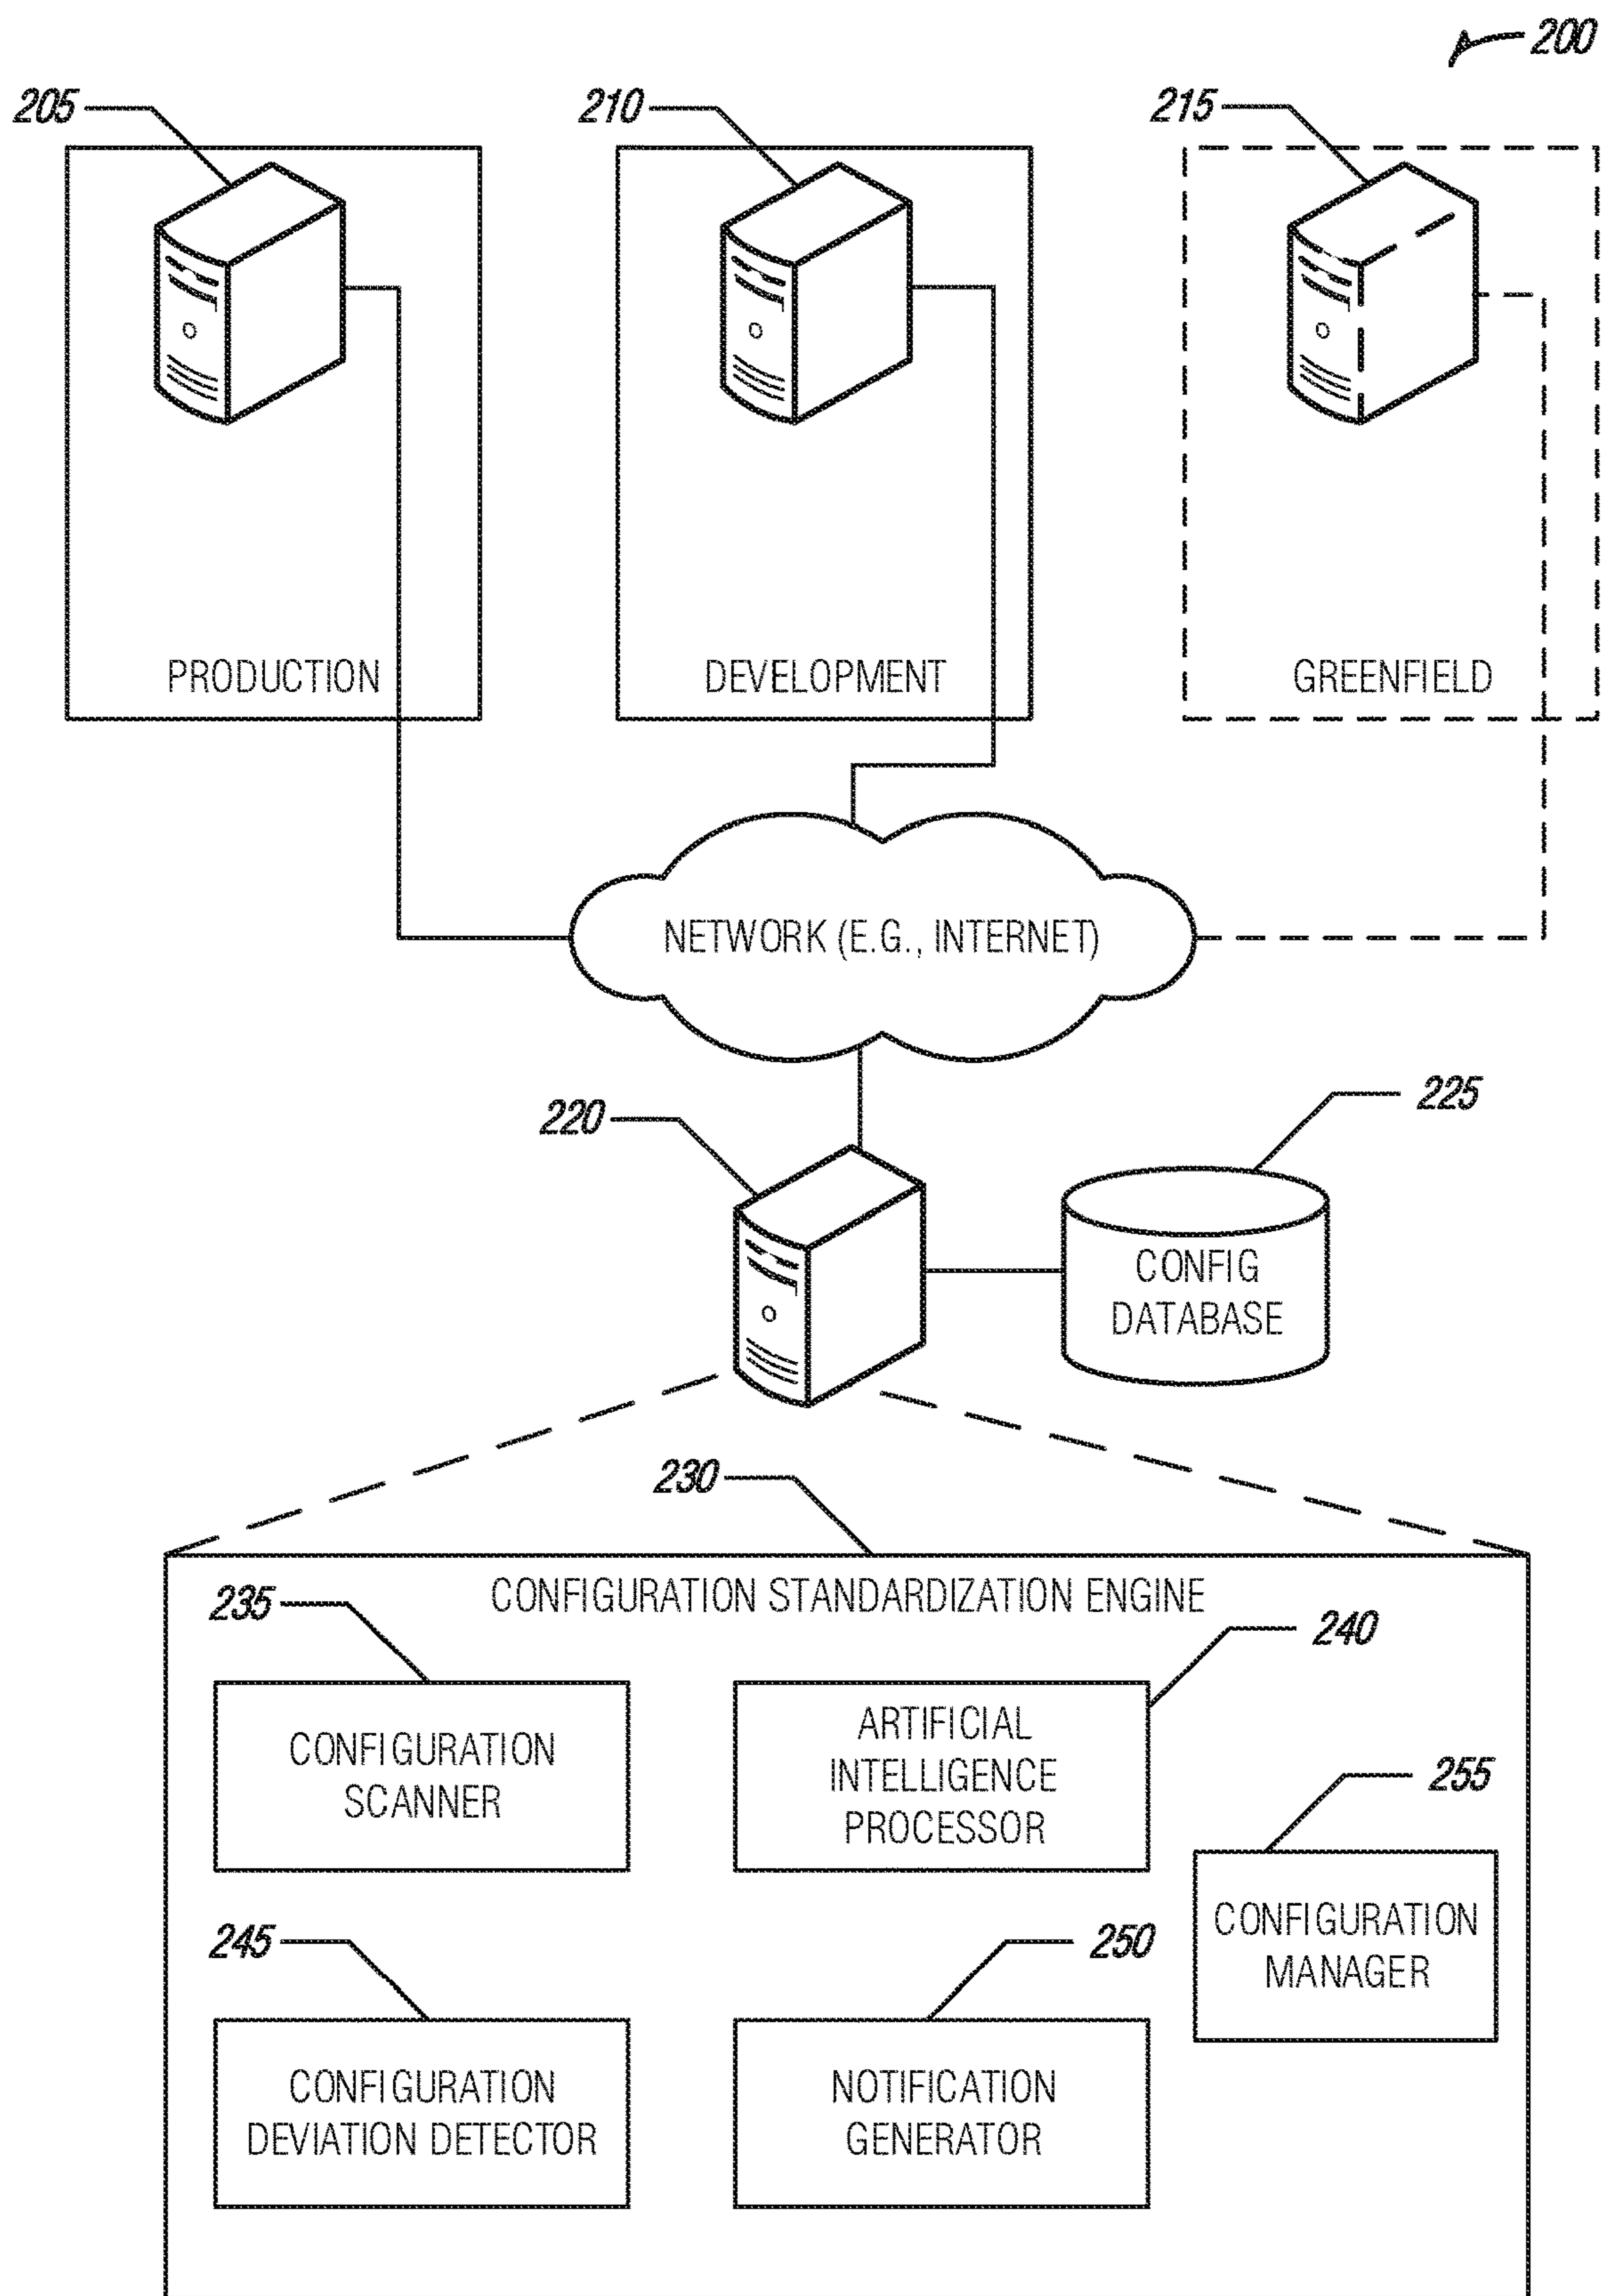 200
205
210
215
PRODUCTION
DEVELOPMENT
GREENFIELD
NETWORK (E.G., INTERNET)
220
225
CONFIG
DATABASE
230
CONFIGURATION STANDARDIZATION ENGINE
235
240
CONFIGURATION
SCANNER
ARTIFICIAL
INTELLIGENCE
PROCESSOR
255
CONFIGURATION
MANAGER
245
250
CONFIGURATION
DEVIATION DETECTOR
NOTIFICATION
GENERATOR